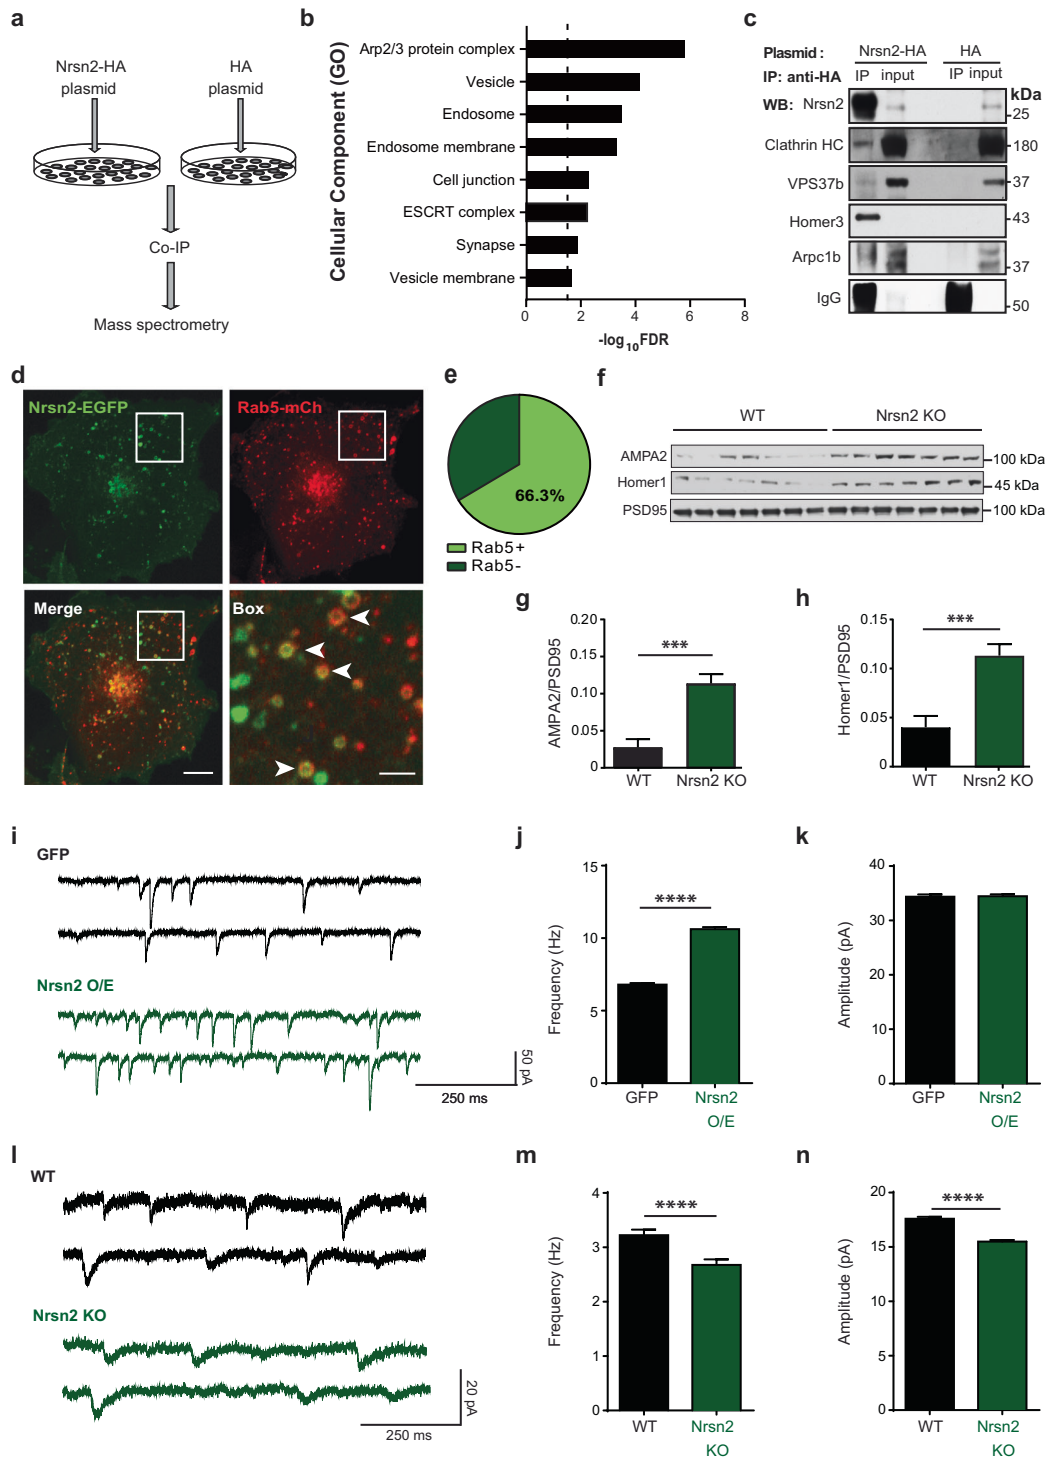 a
Nrsn2-HA
plasmid
HA
plasmid
Co-IP
Mass spectrometry
b
Cellular Component (GO)
Arp2/3 protein complex
Vesicle
Endosome
Endosome membrane
Cell junction
ESCRT complex
Synapse
Vesicle membrane
0 2 4 6 8
-log10FDR
c
Plasmid : Nrsn2-HA HA
IP: anti-HA IP input IP input
kDa
WB: Nrsn2 25
Clathrin HC 180
VPS37b 37
Homer3 43
Arpc1b 37
IgG 50
d
Nrsn2-EGFP
Rab5-mCh
Merge
Box
e
66.3%
Rab5+
Rab5-
f
WT Nrsn2 KO
AMPA2 100 kDa
Homer1 45 kDa
PSD95 100 kDa
g
AMPA2/PSD95
0.20
0.15
0.10
0.05
0
***
WT Nrsn2 KO
h
Homer1/PSD95
0.15
0.10
0.05
0
***
WT Nrsn2 KO
i
GFP
Nrsn2 O/E
50 pA
250 ms
j
Frequency (Hz)
15
10
5
0
****
GFP Nrsn2
O/E
k
Amplitude (pA)
40
30
20
10
0
GFP Nrsn2
O/E
l
WT
Nrsn2 KO
20 pA
250 ms
m
Frequency (Hz)
4
3
2
1
0
****
WT Nrsn2
KO
n
Amplitude (pA)
20
15
10
5
0
****
WT Nrsn2
KO